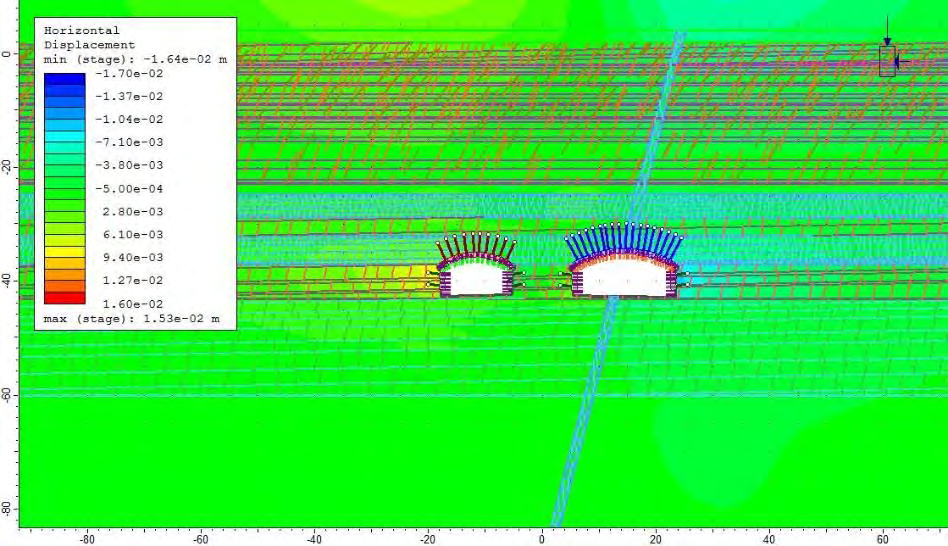 Horizontal
Displacement
min (stage): -1.64e-02 m
-1.70e-02
-1.37e-02
-1.04e-02
-7.10e-03
-3.80e-03
-5.00e-04
2.80e-03
6.10e-03
9.40e-03
1.27e-02
1.60e-02
max (stage): 1.53e-02 m
0
-20
-40
-60
-80
-80 -60 -40 -20 0 20 40 60